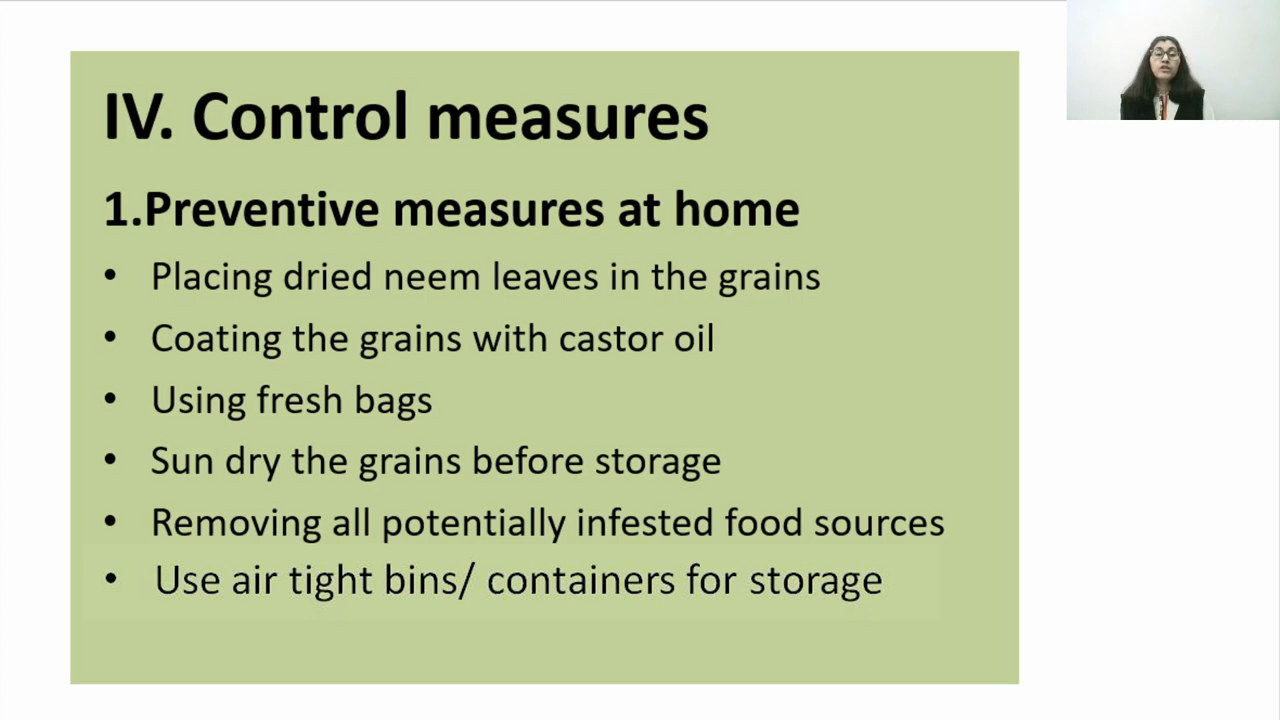 IV. Control measures
1.Preventive measures at home
• Placing dried neem leaves in the grains
• Coating the grains with castor oil
• Using fresh bags
• Sun dry the grains before storage
• Removing all potentially infested food sources
• Use air tight bins/ containers for storage